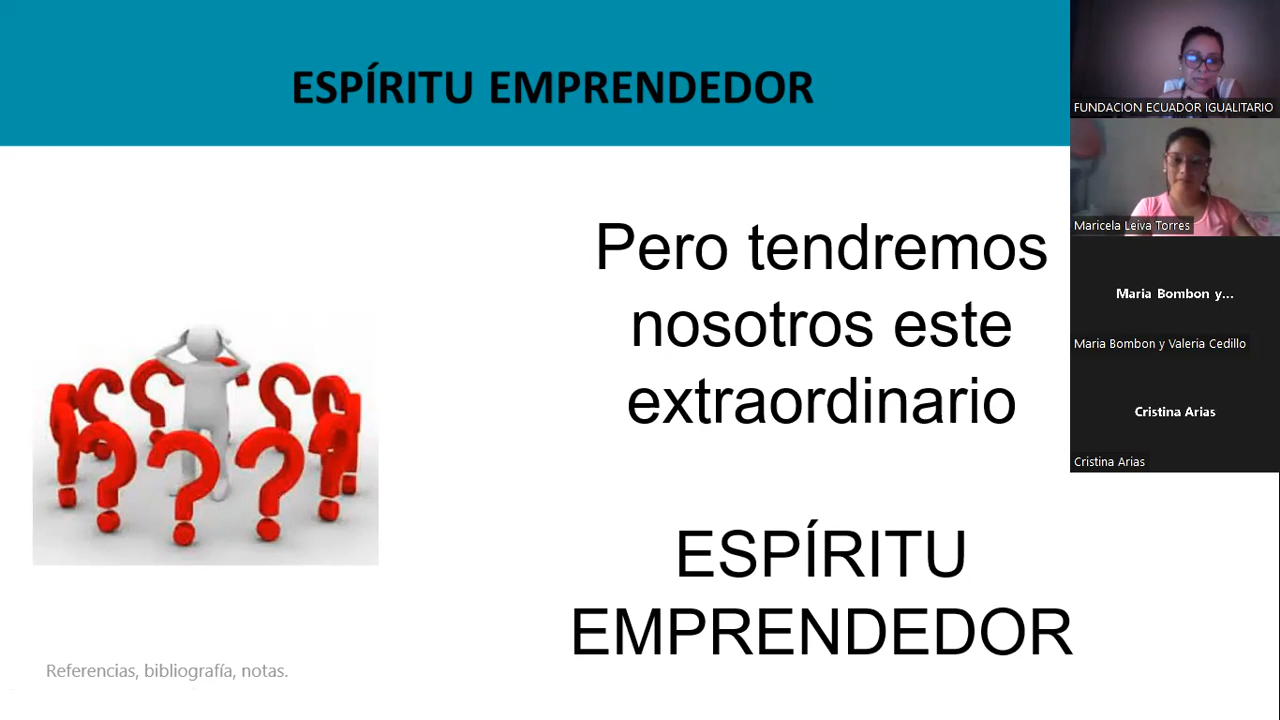 ESPÍRITU EMPRENDEDOR
Pero tendremos
nosotros este
extraordinario
ESPÍRITU
EMPRENDEDOR
Referencias, bibliografía, notas.
FUNDACION ECUADOR IGUALITARIO
Maricela Leiva Torres
Maria Bombon y...
Maria Bombon y Valeria Cedillo
Cristina Arias
Cristina Arias